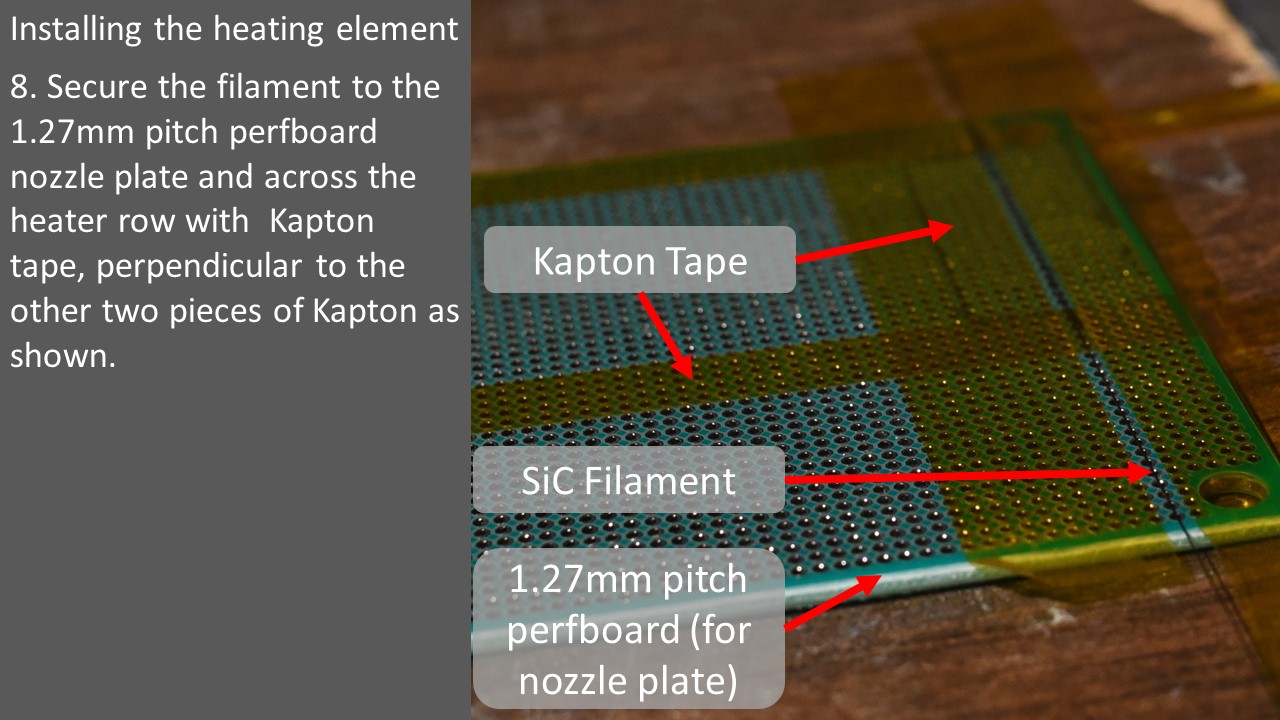 Installing the heating element
8. Secure the filament to the
1.27mm pitch perfboard
nozzle plate and across the
heater row with  Kapton
tape, perpendicular to the
other two pieces of Kapton as
shown.
Kapton Tape
SiC Filament
1.27mm pitch
perfboard (for
nozzle plate)